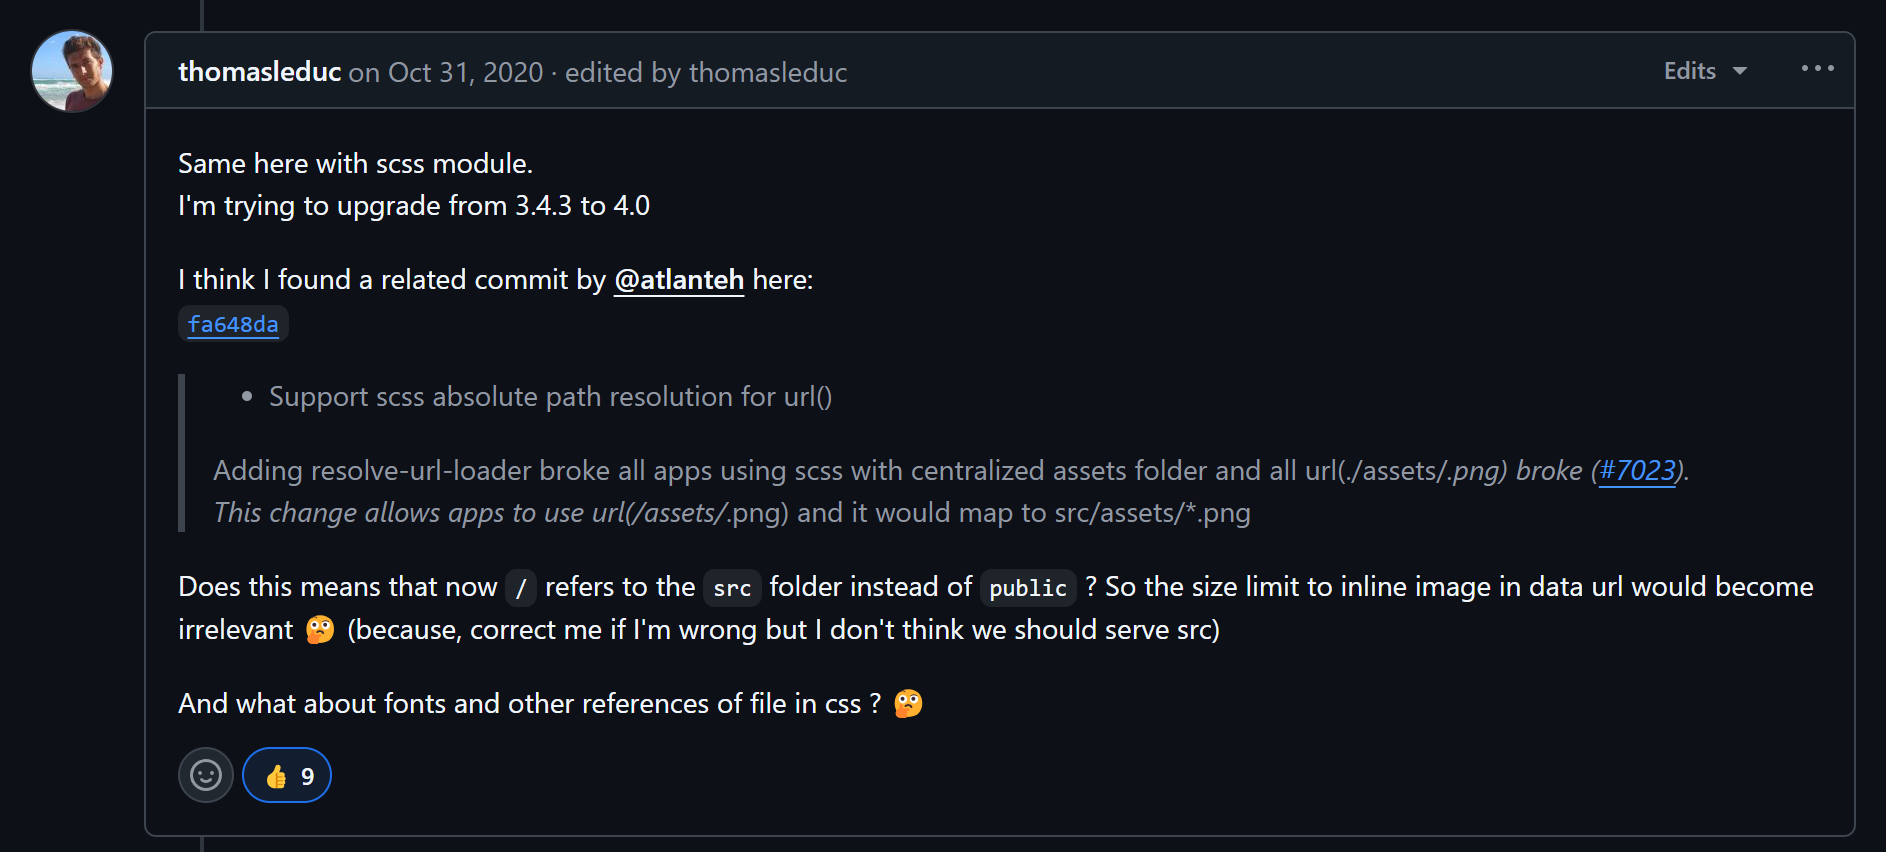 thomasleduc on Oct 31, 2020 · edited by thomasleduc
Edits
Same here with scss module.
I'm trying to upgrade from 3.4.3 to 4.0
I think I found a related commit by @atlanteh here:
fa648da
• Support scss absolute path resolution for url()
Adding resolve-url-loader broke all apps using scss with centralized assets folder and all url(./assets/.png) broke (#7023).
This change allows apps to use url(/assets/.png) and it would map to src/assets/*.png
Does this means that now / refers to the src folder instead of public ? So the size limit to inline image in data url would become
irrelevant 🤔 (because, correct me if I'm wrong but I don't think we should serve src)
And what about fonts and other references of file in css ? 🤔
👍 9